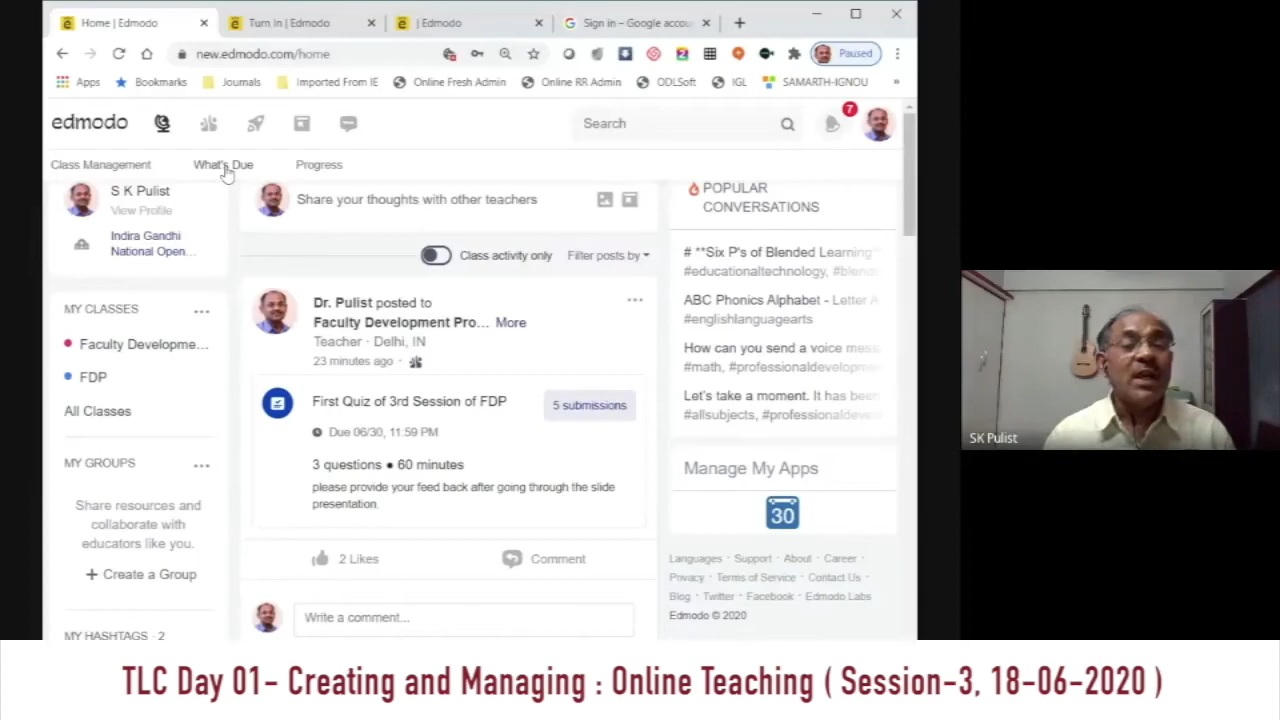 Home | Edmodo
Turn In | Edmodo
| Edmodo
Sign in – Google accou
new.edmodo.com/home
Paused
Apps
Bookmarks
Journals
Imported From IE
Online Fresh Admin
Online RR Admin
ODLSoft
IGL
SAMARTH-IGNOU
»
edmodo
Search
7
Class Management
What's Due
Progress
S K Pulist
View Profile
Indira Gandhi
National Open...
MY CLASSES
Faculty Developme...
FDP
All Classes
MY GROUPS
Share resources and
collaborate with
educators like you.
+ Create a Group
MY HASHTAGS · 2
Share your thoughts with other teachers
Class activity only
Filter posts by
Dr. Pulist posted to
Faculty Development Pro... More
Teacher · Delhi, IN
23 minutes ago ·
First Quiz of 3rd Session of FDP
5 submissions
Due 06/30, 11:59 PM
3 questions ● 60 minutes
please provide your feed back after going through the slide
presentation.
2 Likes
Comment
Write a comment...
POPULAR
CONVERSATIONS
# **Six P's of Blended Learning*
#educationaltechnology, #blend
ABC Phonics Alphabet - Letter A
#englishlanguagearts
How can you send a voice mess
#math, #professionaldevelopme
Let's take a moment. It has been
#allsubjects, #professionaldeve
Manage My Apps
30
Languages · Support · About · Career ·
Privacy · Terms of Service · Contact Us ·
Blog · Twitter · Facebook · Edmodo Labs
Edmodo © 2020
SK Pulist
TLC Day 01- Creating and Managing : Online Teaching ( Session-3, 18-06-2020 )